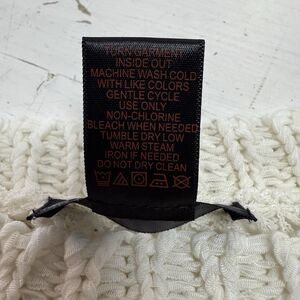 TURN GARMENT
INSIDE OUT
MACHINE WASH COLD
WITH LIKE COLORS
GENTLE CYCLE
USE ONLY
NON-CHLORINE
BLEACH WHEN NEEDED
TUMBLE DRY LOW
WARM STEAM
IRON IF NEEDED
DO NOT DRY CLEAN